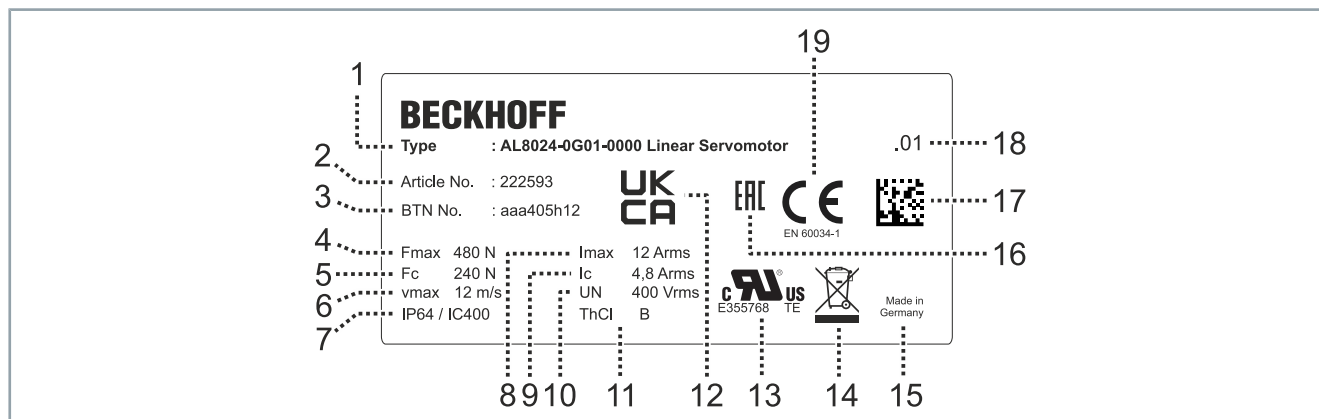 19
1
BECKHOFF
Type : AL8024-0G01-0000 Linear Servomotor
.01 18
2 Article No. : 222593
UK
CA
EAC CE
EN 60034-1
17
3 BTN No. : aaa405h12
16
4 Fmax 480 N Imax 12 Arms
5 Fc 240 N Ic 4,8 Arms
6 vmax 12 m/s UN 400 Vrms
7 IP64 / IC400 ThCl B
C RU ® US
E355768 TE
Made in
Germany
8 9 10 11 12 13 14 15